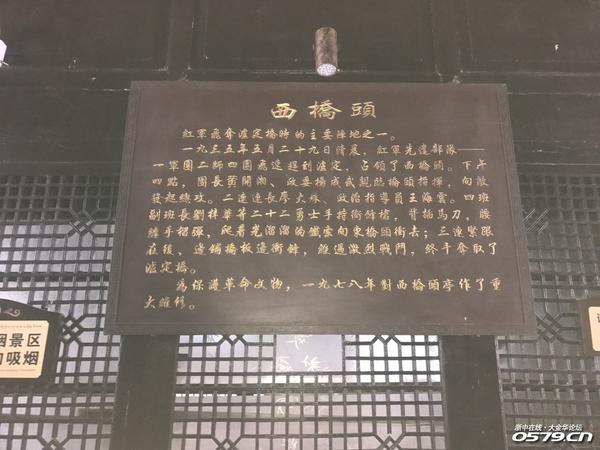 西橋頭
紅軍飛奪瀘定橋時的主要陣地之一。
一九三五年五月二十九日清晨，紅軍先遣部隊——
一軍團二師四團飛速趕到瀘定，占領了西橋頭。下午
四點，團長黃開湘、政委楊成武親臨橋頭指揮，向敵
發起總攻。二連連長廖大珠、政治指導員王海雲。四班
副班長劉梓華等二十二勇士手持衝鋒槍，背插馬刀，腰
纏手榴彈，爬着光溜溜的鐵索向東橋頭衝去；三連緊跟
在後、邊鋪橋板邊衝鋒，經過激烈戰鬥，終于奪取了
瀘定橋。
為保護革命文物，一九七八年對西橋頭亭作了重
大維修。
烟景区
勿吸烟
浙中在线·大金华论坛
0579.CN